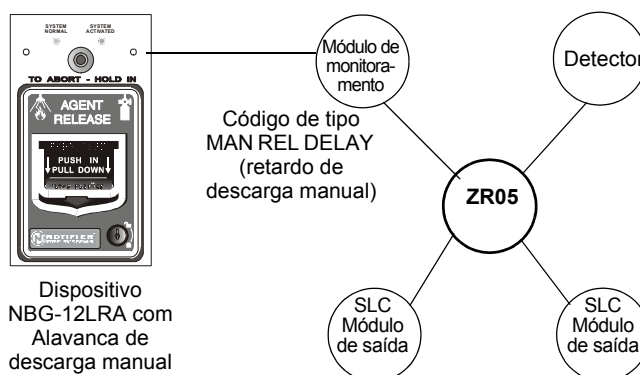 SYSTEM
NORMAL
SYSTEM
ACTIVATED
TO ABORT - HOLD IN
AGENT
RELEASE
PUSH IN
PULL DOWN
NOTIFIER
Dispositivo
NBG-12LRA com
Alavanca de
descarga manual
Módulo de
monitora-
mento
Código de tipo
MAN REL DELAY
(retardo de
descarga manual)
Detector
ZR05
SLC
Módulo
de saída
SLC
Módulo
de saída